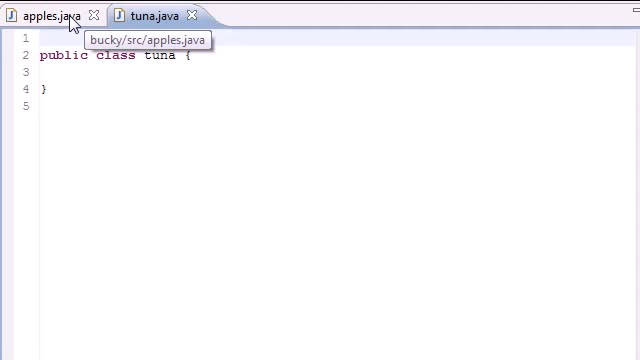 apples.java tuna.java
1
bucky/src/apples.java
2 public class tuna {
3
4 }
5